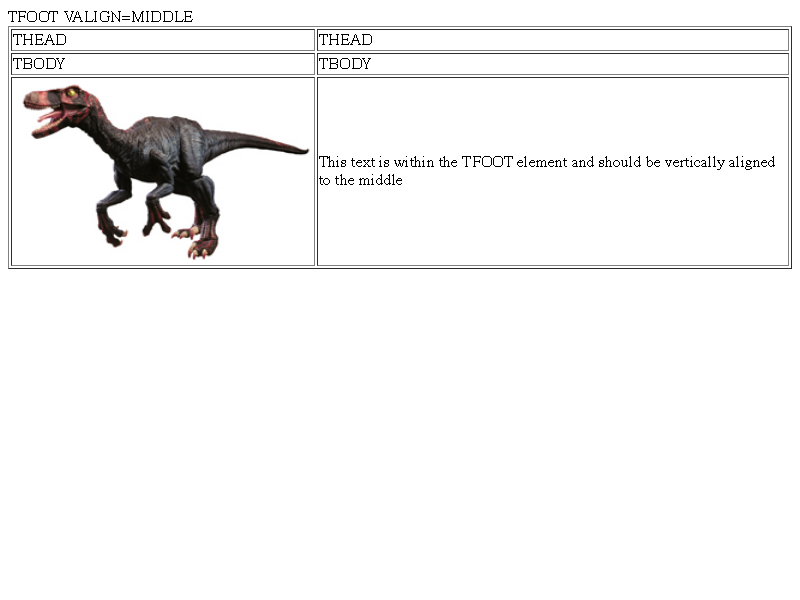 TFOOT VALIGN=MIDDLE
THEAD THEAD
TBODY TBODY
This text is within the TFOOT element and should be vertically aligned
to the middle